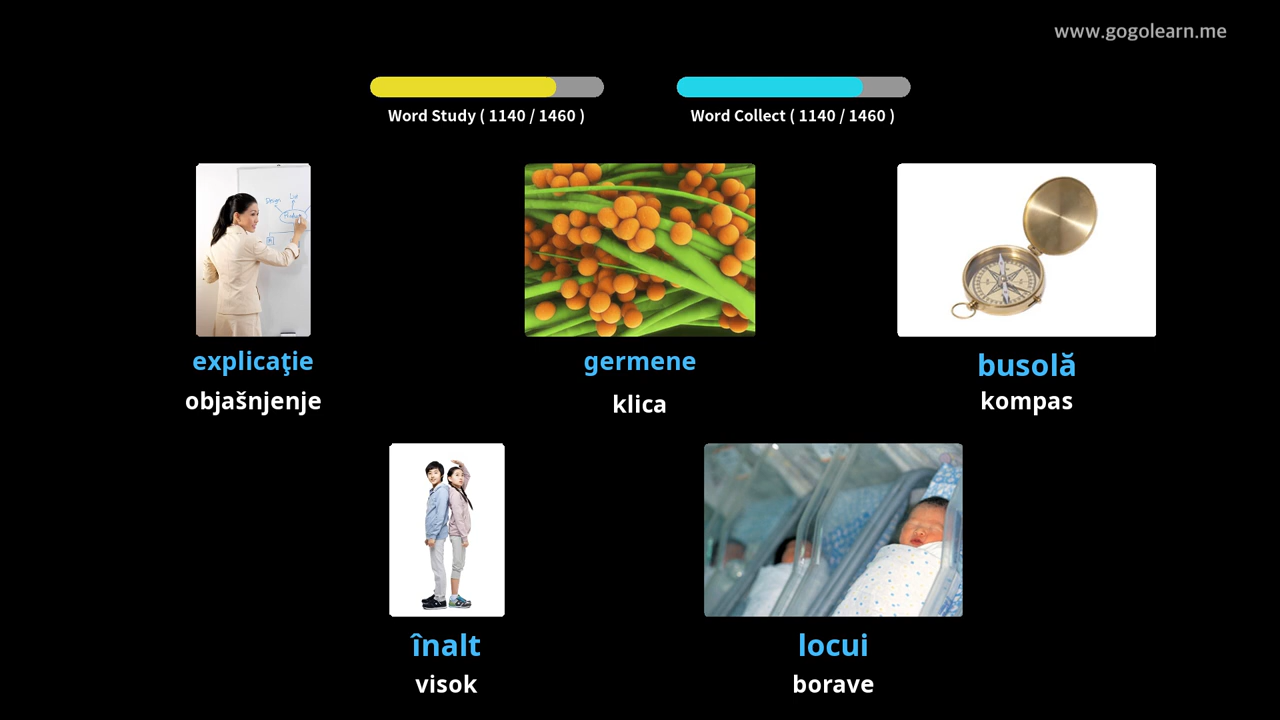 www.gogolearn.me
Word Study ( 1140 / 1460 )
Word Collect ( 1140 / 1460 )
Design
explicaţie
germene
busolă
objašnjenje
klica
kompas
înalt
locui
visok
borave